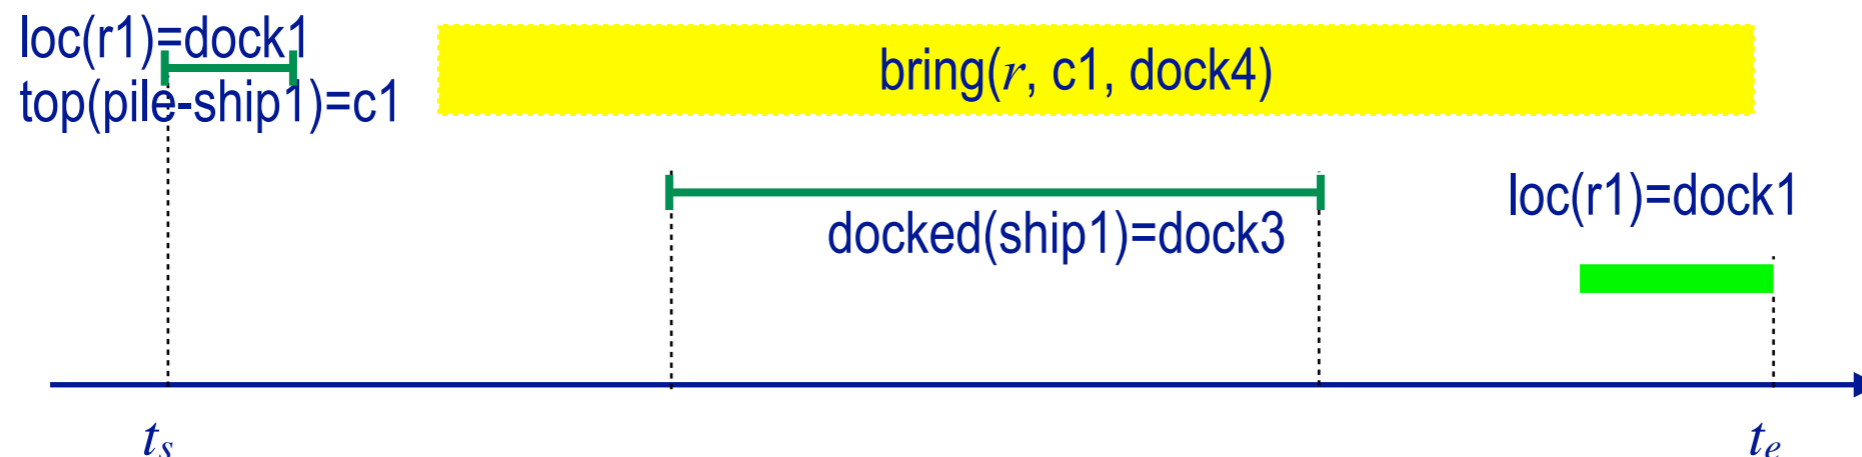 loc(r1)=dock1
top(pile-ship1)=c1
bring(r, c1, dock4)
docked(ship1)=dock3
loc(r1)=dock1
ts
te